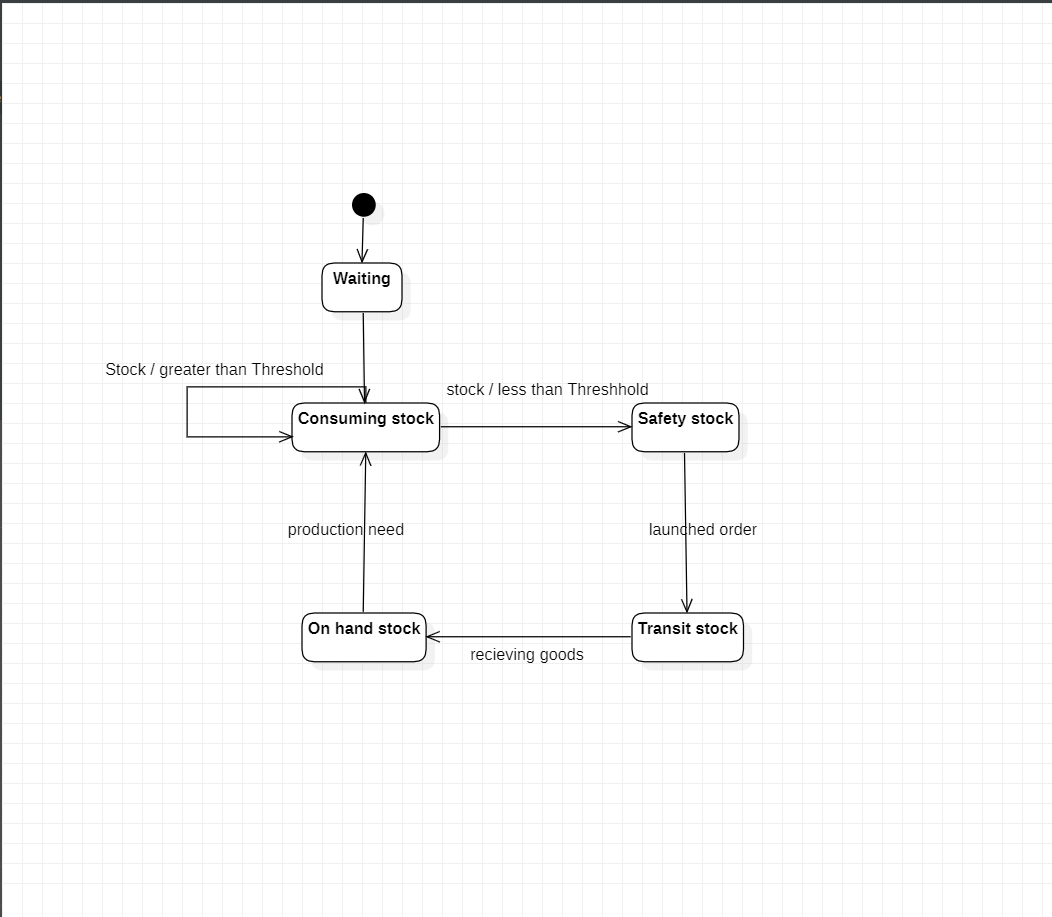 Waiting
Stock / greater than Threshold
stock / less than Threshhold
Consuming stock
Safety stock
production need
launched order
On hand stock
Transit stock
recieving goods